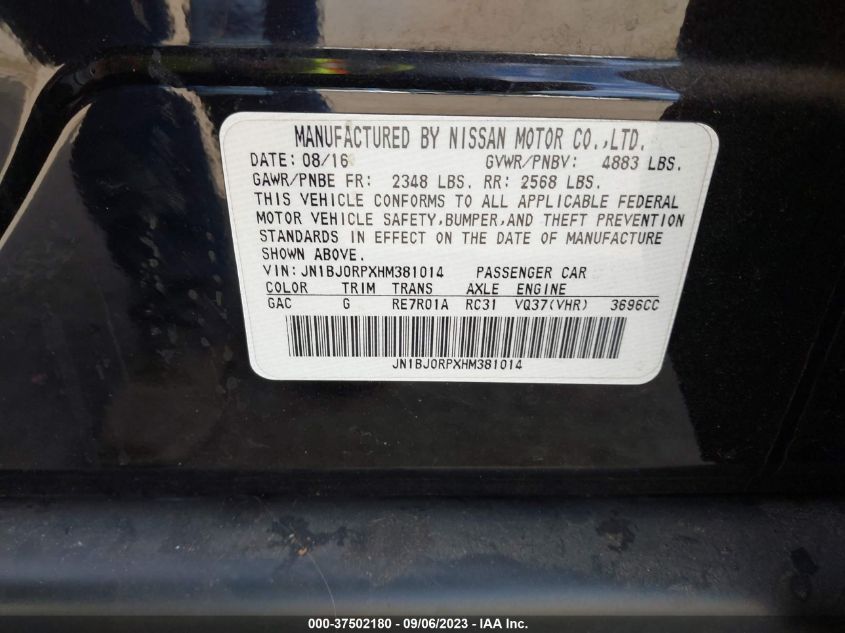 MANUFACTURED BY NISSAN MOTOR CO.,LTD.
DATE: 08/16 GVWR/PNBV: 4883 LBS.
GAWR/PNBE FR: 2348 LBS. RR: 2568 LBS.
THIS VEHICLE CONFORMS TO ALL APPLICABLE FEDERAL
MOTOR VEHICLE SAFETY,BUMPER,AND THEFT PREVENTION
STANDARDS IN EFFECT ON THE DATE OF MANUFACTURE
SHOWN ABOVE.
VIN: JN1BJ0RPXHM381014 PASSENGER CAR
COLOR TRIM TRANS AXLE ENGINE
GAC G RE7R01A RC31 VQ37(VHR) 3696CC
JN1BJ0RPXHM381014
000-37502180 - 09/06/2023 - IAA Inc.